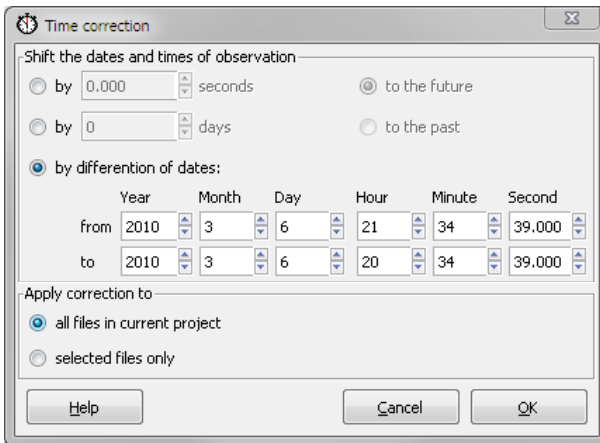 Time correction
Shift the dates and times of observation
by 0.000 seconds to the future
by 0 days to the past
by differention of dates:
Year Month Day Hour Minute Second
from 2010 3 6 21 34 39.000
to 2010 3 6 20 34 39.000
Apply correction to
all files in current project
selected files only
Help Cancel OK